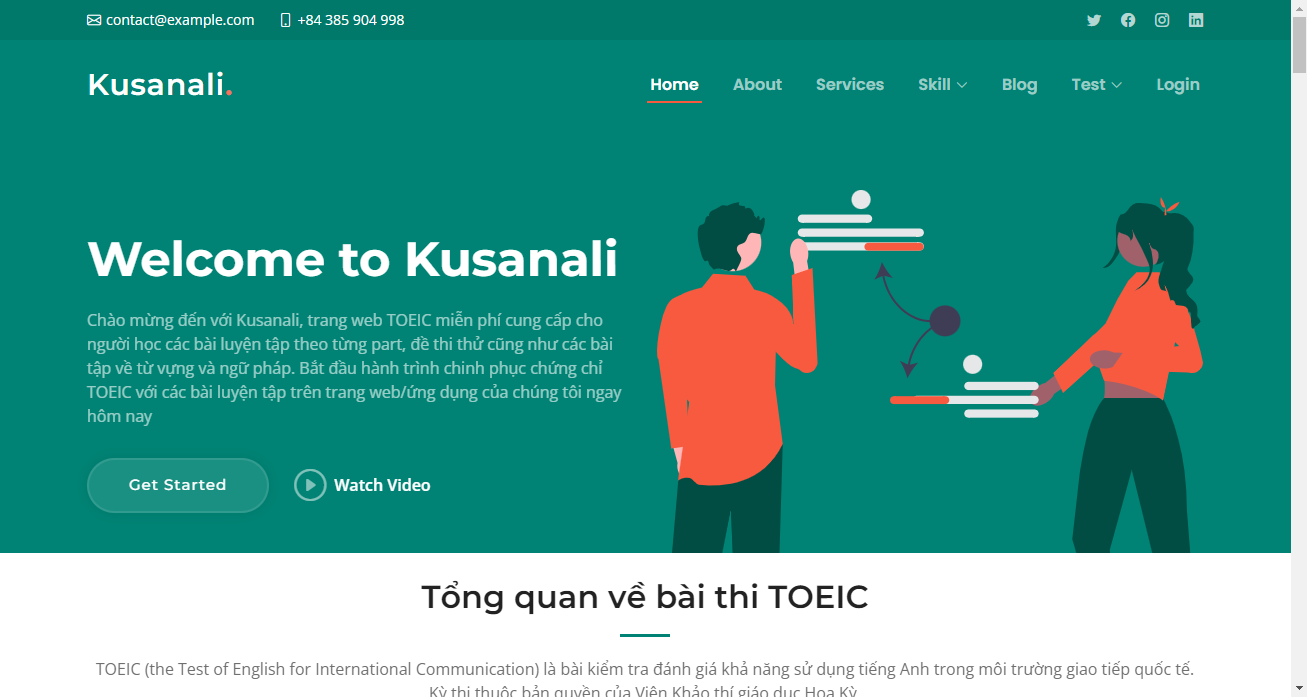 contact@example.com +84 385 904 998
Kusanali.
Home About Services Skill Blog Test Login
Welcome to Kusanali
Chào mừng đến với Kusanali, trang web TOEIC miễn phí cung cấp cho
người học các bài luyện tập theo từng part, đề thi thử cũng như các bài
tập về từ vựng và ngữ pháp. Bắt đầu hành trình chinh phục chứng chỉ
TOEIC với các bài luyện tập trên trang web/ứng dụng của chúng tôi ngay
hôm nay
Get Started Watch Video
Tổng quan về bài thi TOEIC
TOEIC (the Test of English for International Communication) là bài kiểm tra đánh giá khả năng sử dụng tiếng Anh trong môi trường giao tiếp quốc tế.
Kỳ thi thuộc bản quyền của Viện Khảo thí giáo dục Hoa Kỳ